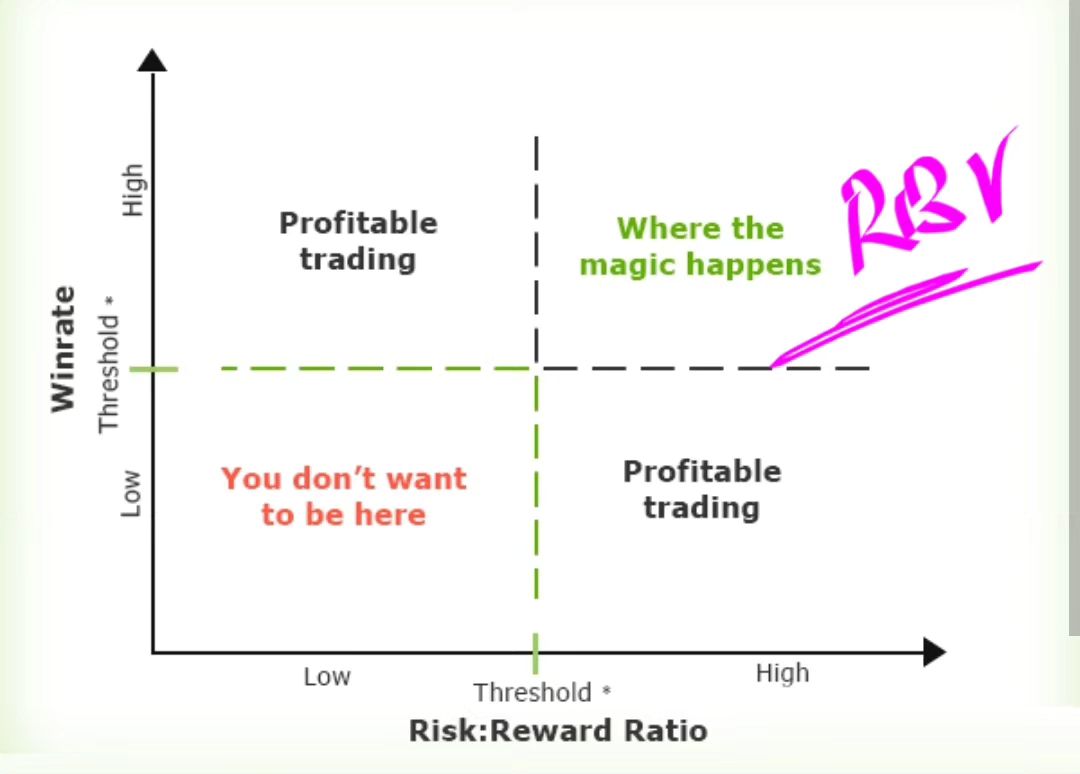 High
Profitable
trading
Where the
magic happens
RBV
Winrate
Threshold *
Low
You don’t want
to be here
Profitable
trading
Low
Threshold *
High
Risk:Reward Ratio